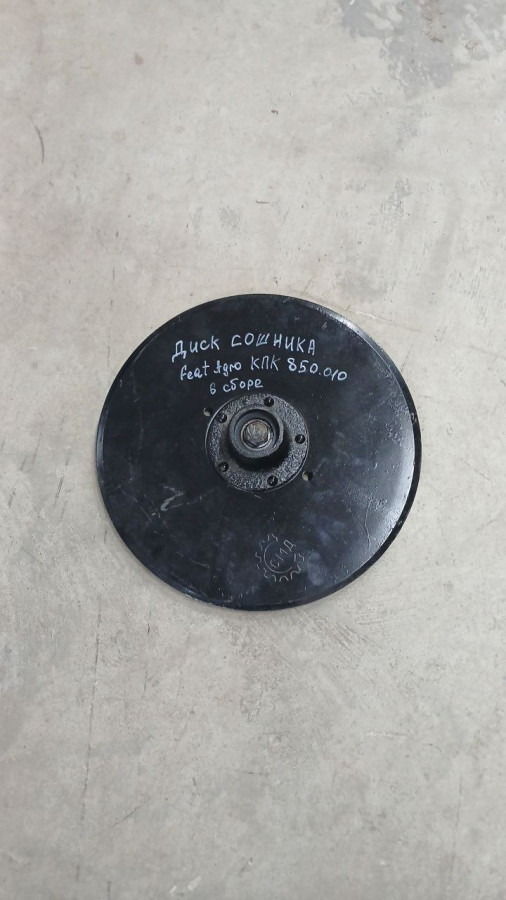 Диск сошника
Feat Agro КПК 850.010
в сборе